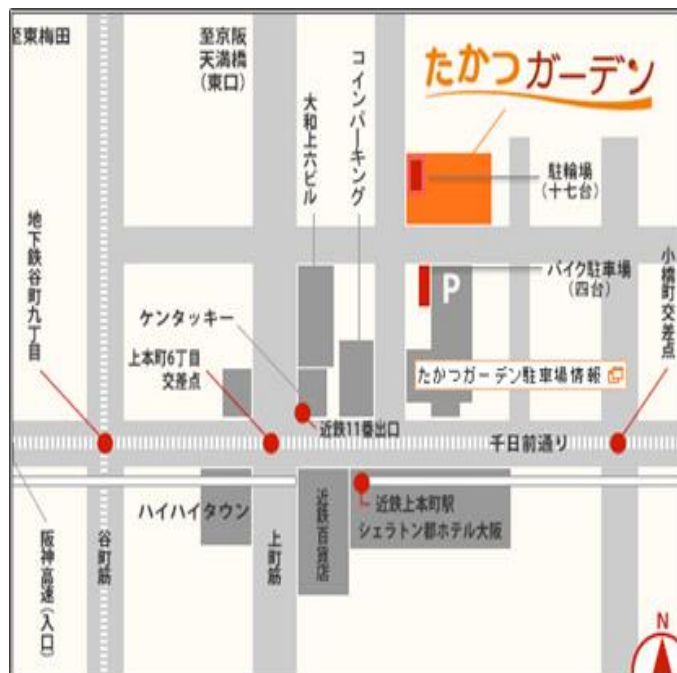 至東梅田
至京阪
天満橋
(東口)
大和上六ビル
コインパーキング
たかつガーデン
駐輪場
(十七台)
バイク駐車場
(四台)
P
小橋町交差点
地下鉄谷町九丁目
ケンタッキー
上本町6丁目
交差点
たかつガーデン駐車場情報
近鉄11番出口
千日前通り
ハイハイタウン
近鉄百貨店
近鉄上本町駅
シェラトン都ホテル大阪
阪神高速(入口)
谷町筋
上町筋
N